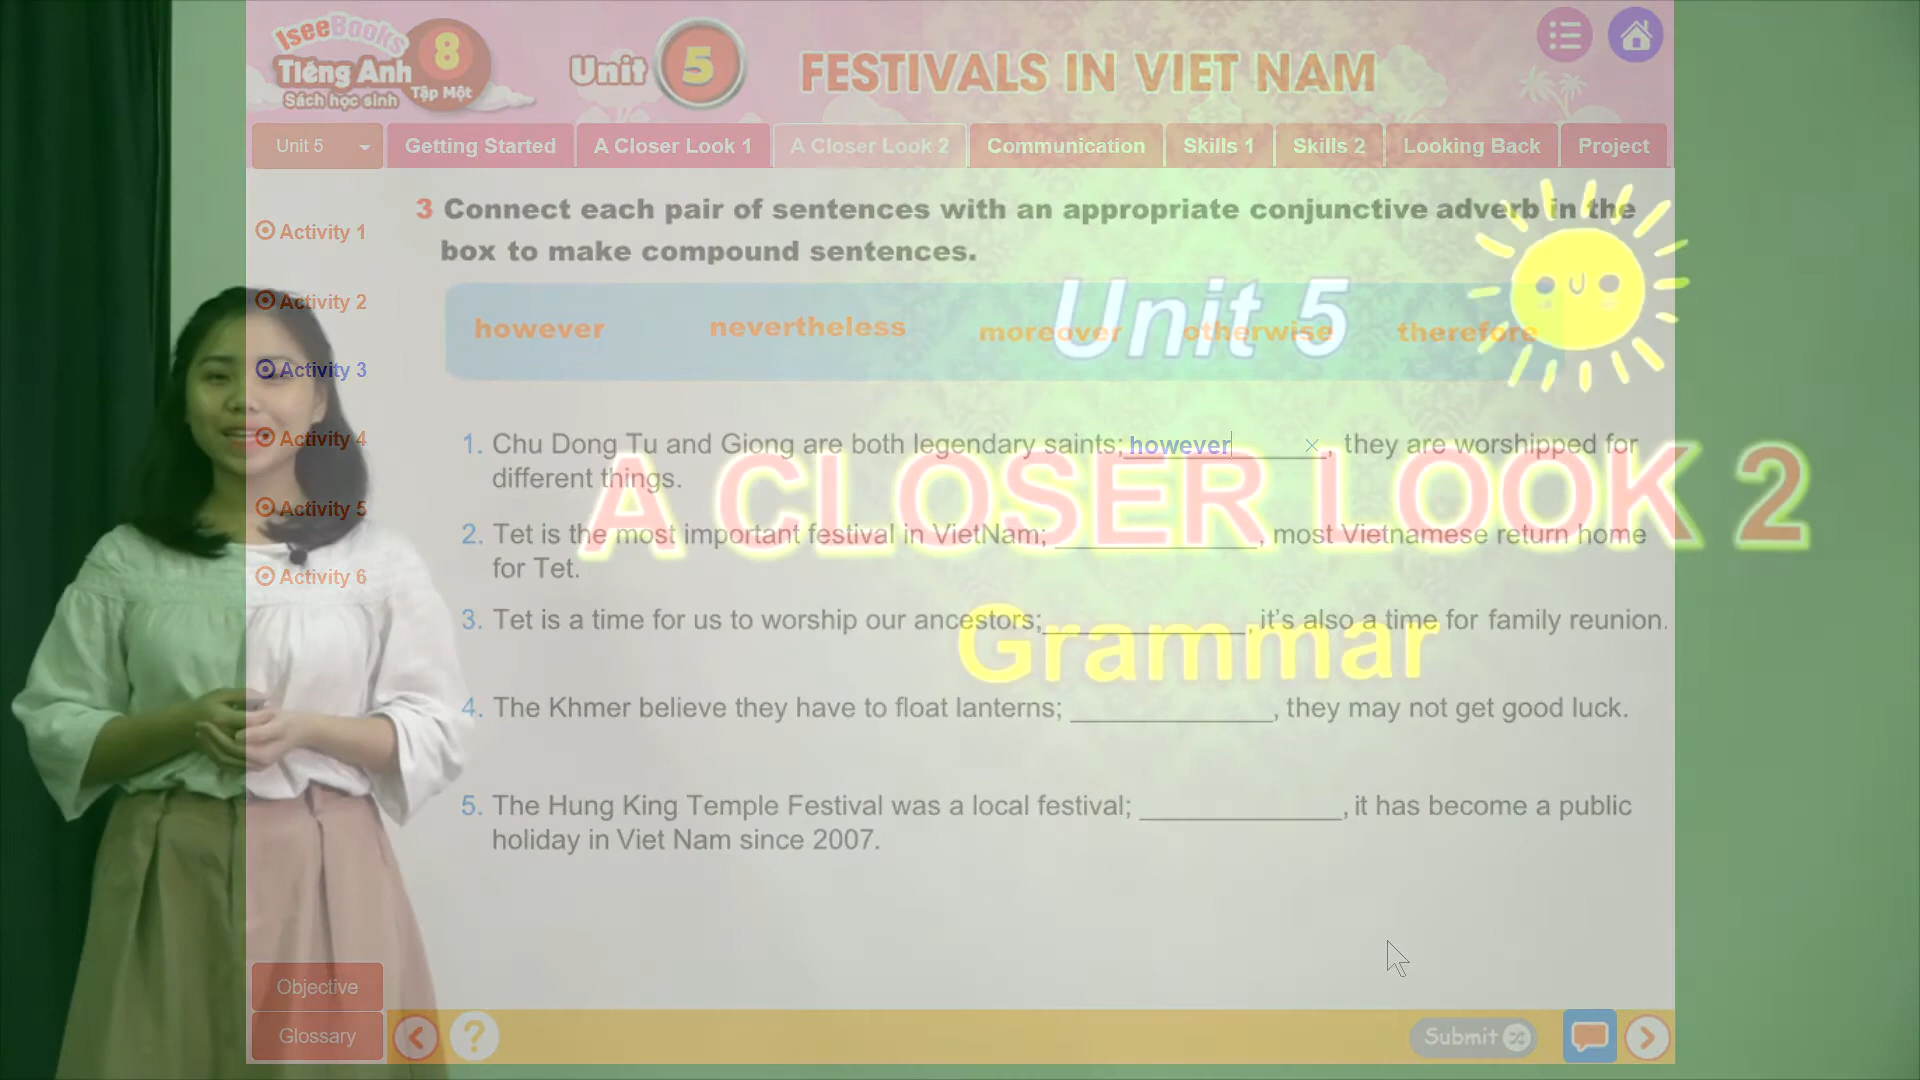 IseeBooks
Tiếng Anh 8
Sách học sinh Tập Một
Unit 5
FESTIVALS IN VIET NAM
Unit 5
Getting Started
A Closer Look 1
A Closer Look 2
Communication
Skills 1
Skills 2
Looking Back
Project
Activity 1
Activity 2
Activity 3
Activity 4
Activity 5
Activity 6
3 Connect each pair of sentences with an appropriate conjunctive adverb in the
box to make compound sentences.
however nevertheless moreover otherwise therefore
Unit 5
A CLOSER LOOK 2
Grammar
1. Chu Dong Tu and Giong are both legendary saints; however ×, they are worshipped for
different things.
2. Tet is the most important festival in VietNam; ____________, most Vietnamese return home
for Tet.
3. Tet is a time for us to worship our ancestors;____________, it’s also a time for family reunion.
4. The Khmer believe they have to float lanterns; ____________, they may not get good luck.
5. The Hung King Temple Festival was a local festival; ____________, it has become a public
holiday in Viet Nam since 2007.
Objective
Glossary
?
Submit